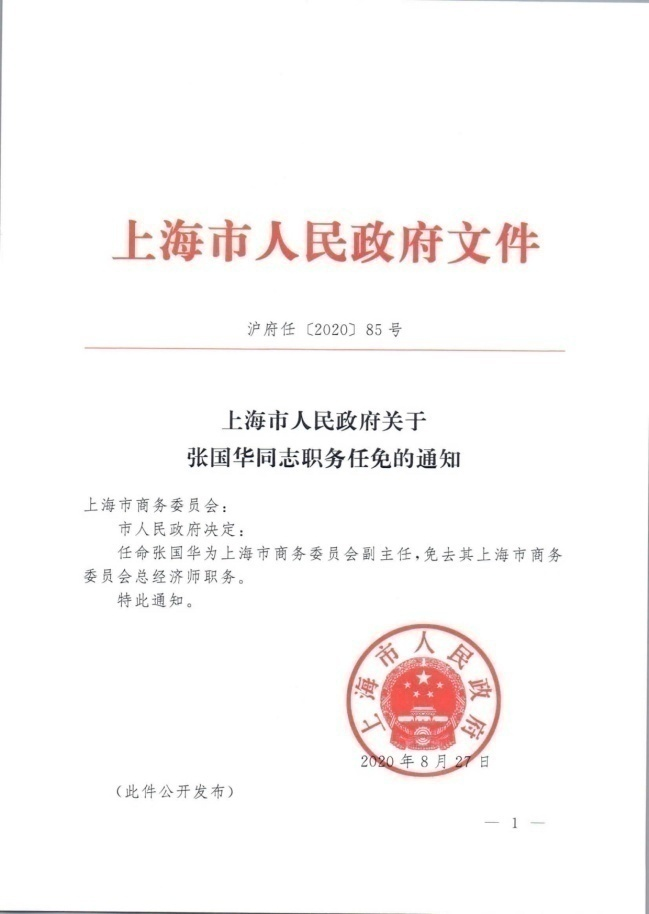 上海市人民政府文件
沪府任〔2020〕85号
上海市人民政府关于
张国华同志职务任免的通知
上海市商务委员会：
市人民政府决定：
任命张国华为上海市商务委员会副主任，免去其上海市商务
委员会总经济师职务。
特此通知。
上海市人民政府
2020年8月27日
（此件公开发布）
— 1 —